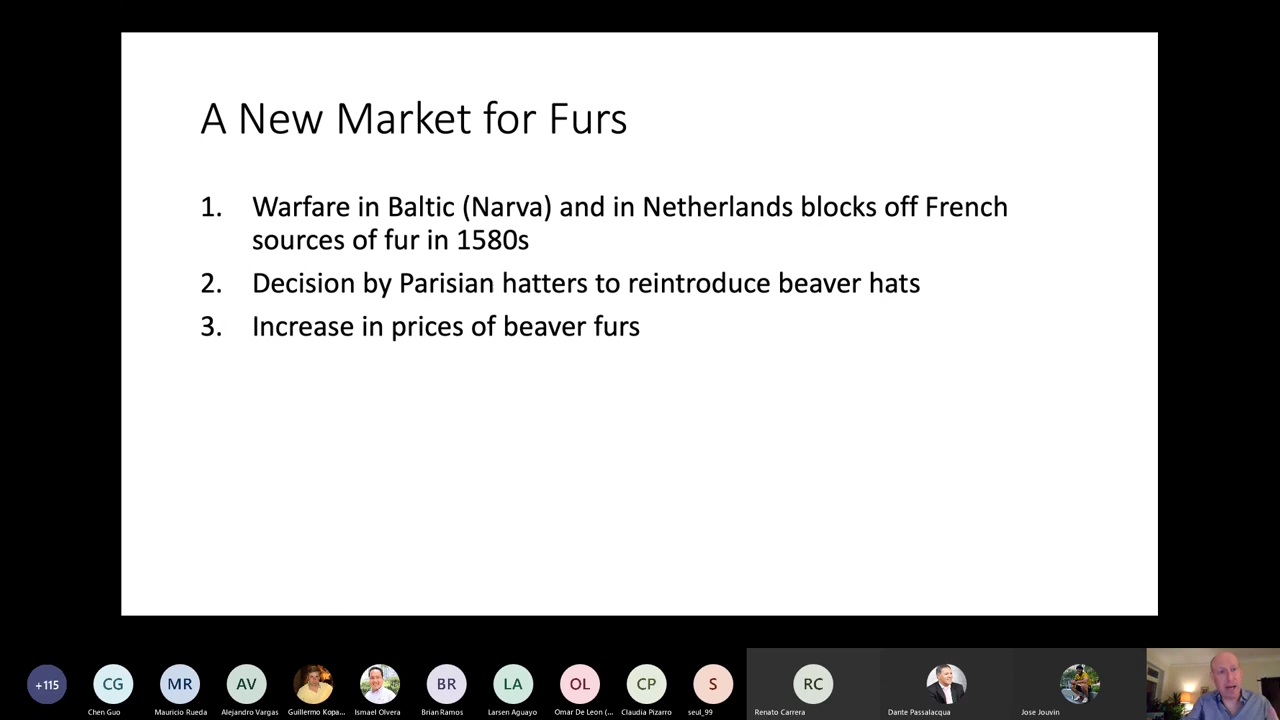 A New Market for Furs
1. Warfare in Baltic (Narva) and in Netherlands blocks off French
sources of fur in 1580s
2. Decision by Parisian hatters to reintroduce beaver hats
3. Increase in prices of beaver furs
+115 CG MR AV BR LA OL CP S RC
Chen Guo Mauricio Rueda Alejandro Vargas Guillermo Kopa... Ismael Olvera Brian Ramos Larsen Aguayo Omar De Leon (... Claudia Pizarro seul_99 Renato Carrera Dante Passalacqua Jose Jouvin